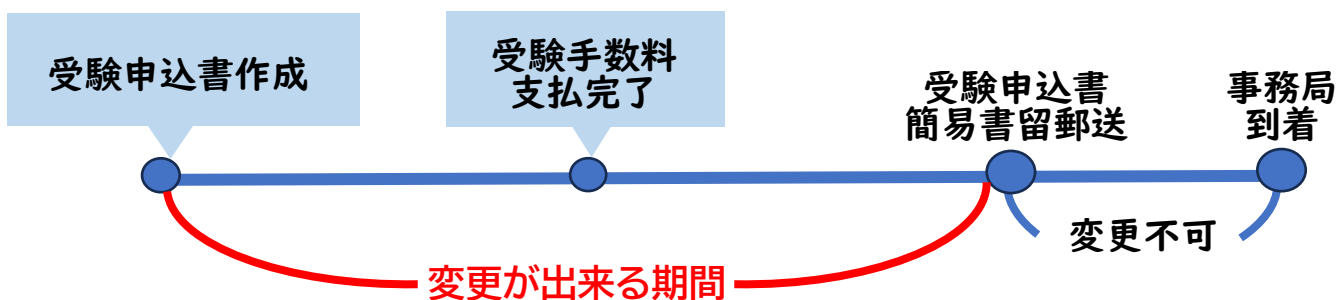 受験申込書作成
受験手数料
支払完了
受験申込書
簡易書留郵送
事務局
到着
変更不可
変更が出来る期間